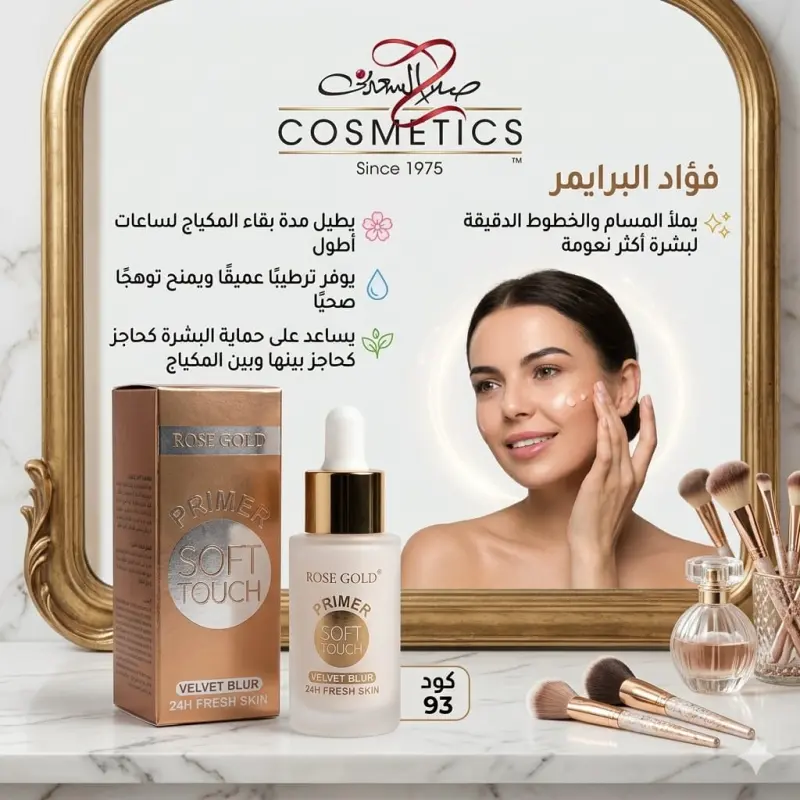 COSMETICS
Since 1975
TM
فؤاد البرايمر
يملأ المسام والخطوط الدقيقة
لبشرة أكثر نعومة
يطيل مدة بقاء المكياج لساعات
أطول
يوفر ترطيبًا عميقًا ويمنح توهجًا
صحيًا
يساعد على حماية البشرة كحاجز
كحاجز بينها وبين المكياج
ROSE GOLD
PRIMER
SOFT
TOUCH
VELVET BLUR
24H FRESH SKIN
ROSE GOLD®
PRIMER
SOFT
TOUCH
VELVET BLUR
24H FRESH SKIN
كود
93